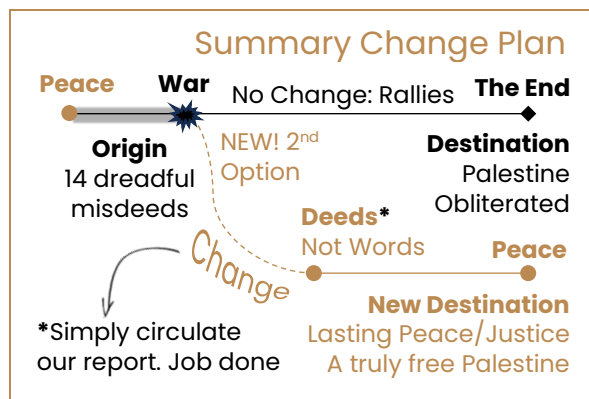 Summary Change Plan
Peace
War
The End
No Change: Rallies
Origin
14 dreadful
misdeeds
NEW! 2nd
Option
Destination
Palestine
Obliterated
Deeds*
Not Words
Peace
Change
New Destination
Lasting Peace/Justice
A truly free Palestine
*Simply circulate
our report. Job done